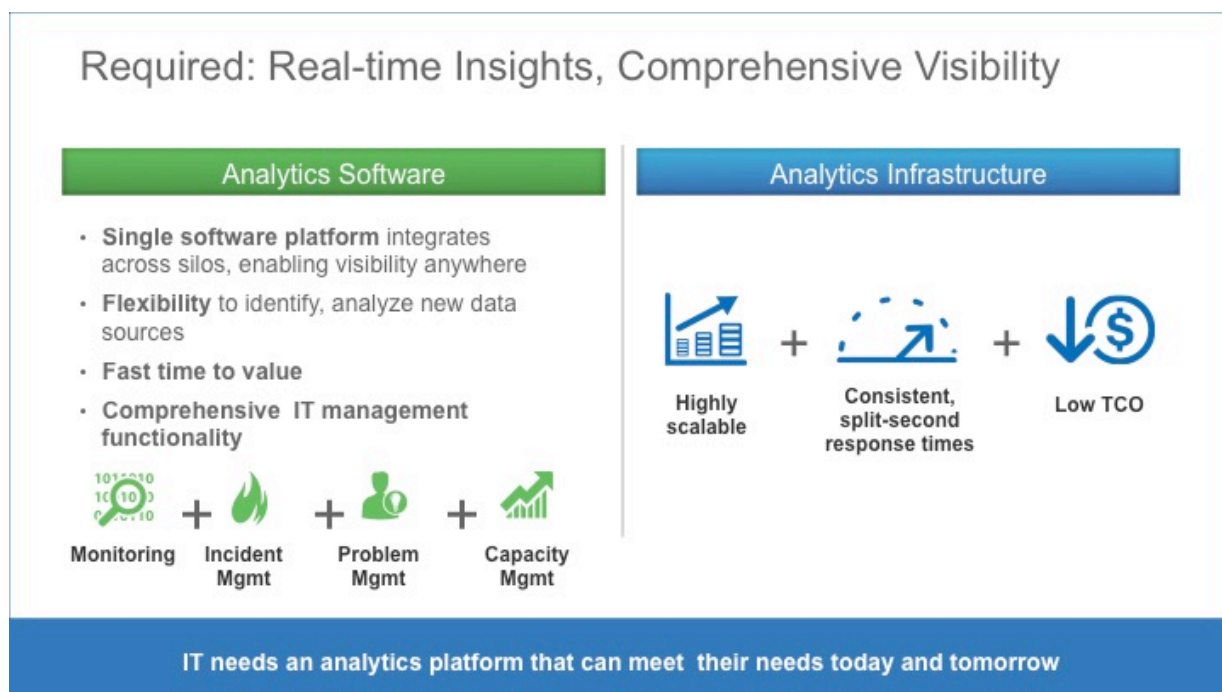 Required: Real-time Insights, Comprehensive Visibility
Analytics Software
• Single software platform integrates
across silos, enabling visibility anywhere
• Flexibility to identify, analyze new data
sources
• Fast time to value
• Comprehensive IT management
functionality
Monitoring
+
Incident
Mgmt
+
Problem
Mgmt
+
Capacity
Mgmt
Analytics Infrastructure
Highly
scalable
+
Consistent,
split-second
response times
+
$
Low TCO
IT needs an analytics platform that can meet their needs today and tomorrow